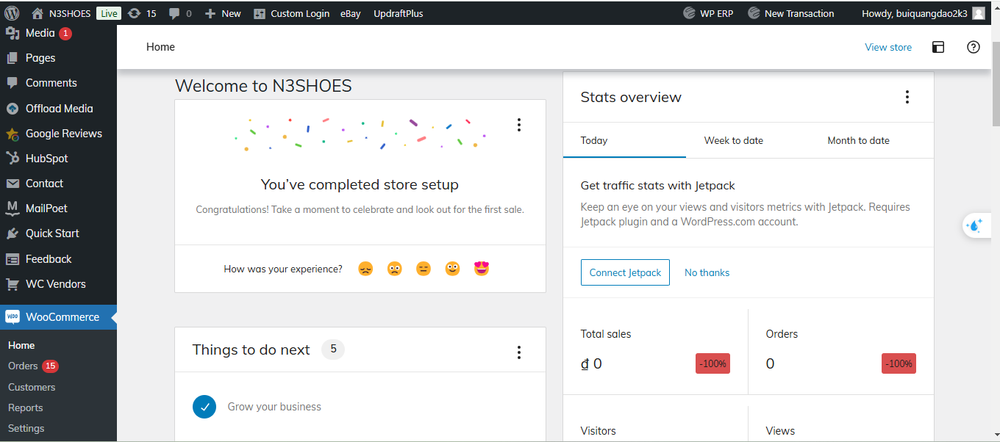 N3SHOES Live 15 0 New Custom Login eBay UpdraftPlus WP ERP New Transaction Howdy, buiquangdao2k3
Media 1
Pages
Comments
Offload Media
Google Reviews
HubSpot
Contact
MailPoet
Quick Start
Feedback
WC Vendors
WOO WooCommerce
Home
Orders 15
Customers
Reports
Settings
Home View store
Welcome to N3SHOES
You’ve completed store setup
Congratulations! Take a moment to celebrate and look out for the first sale.
How was your experience?
Things to do next 5
Grow your business
Stats overview
Today Week to date Month to date
Get traffic stats with Jetpack
Keep an eye on your views and visitors metrics with Jetpack. Requires
Jetpack plugin and a WordPress.com account.
Connect Jetpack No thanks
Total sales Orders
₫ 0 -100% 0 -100%
Visitors Views